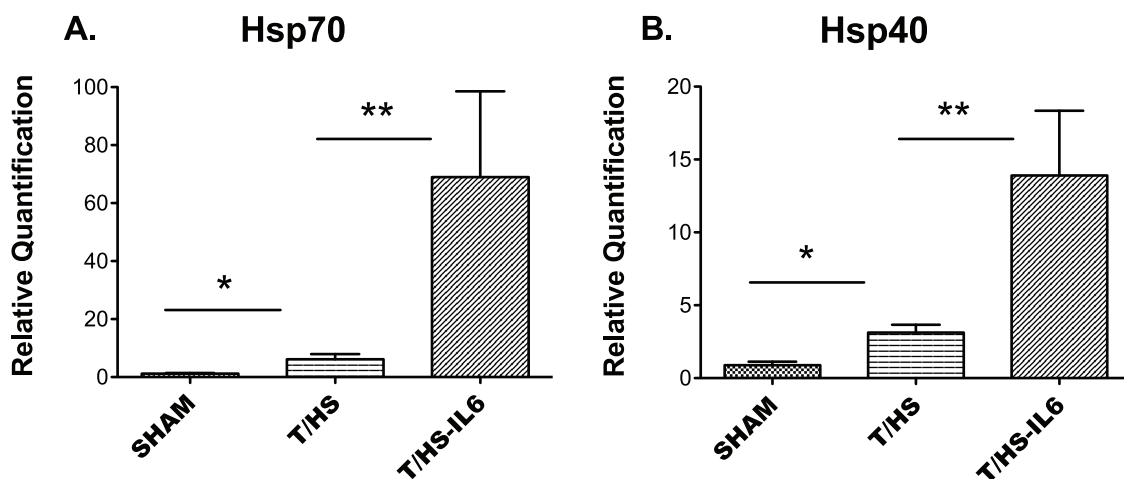 A.
Hsp70
Relative Quantification
100
80
60
40
20
0
*
**
SHAM
T/HS
T/HS-IL6
B.
Hsp40
Relative Quantification
20
15
10
5
0
*
**
SHAM
T/HS
T/HS-IL6